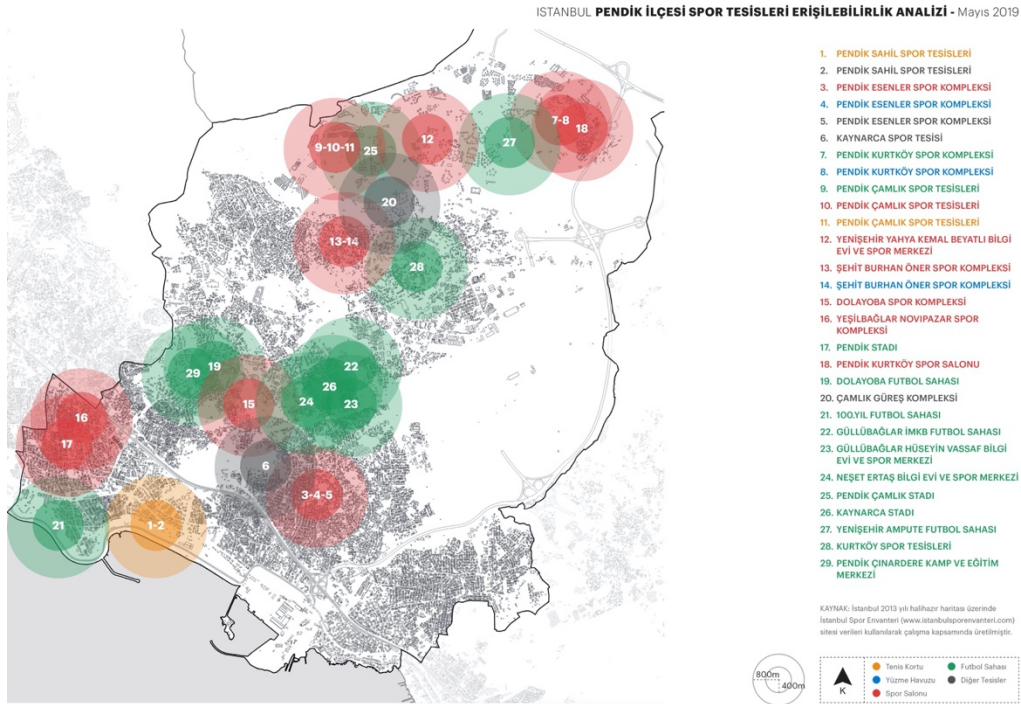 ISTANBUL PENDİK İLÇESİ SPOR TESİSLERİ ERİŞİLEBİLİRLİK ANALİZİ - Mayıs 2019
1. PENDİK SAHİL SPOR TESİSLERİ
2. PENDİK SAHİL SPOR TESİSLERİ
3. PENDİK ESENLER SPOR KOMPLEKSİ
4. PENDİK ESENLER SPOR KOMPLEKSİ
5. PENDİK ESENLER SPOR KOMPLEKSİ
6. KAYNARCA SPOR TESİSİ
7. PENDİK KURTKÖY SPOR KOMPLEKSİ
8. PENDİK KURTKÖY SPOR KOMPLEKSİ
9. PENDİK ÇAMLIK SPOR TESİSLERİ
10. PENDİK ÇAMLIK SPOR TESİSLERİ
11. PENDİK ÇAMLIK SPOR TESİSLERİ
12. YENİŞEHİR YAHYA KEMAL BEYATLI BİLGİ
EVİ VE SPOR MERKEZİ
13. ŞEHİT BURHAN ÖNER SPOR KOMPLEKSİ
14. ŞEHİT BURHAN ÖNER SPOR KOMPLEKSİ
15. DOLAYOBA SPOR KOMPLEKSİ
16. YEŞİLBAĞLAR NOVIPAZAR SPOR
KOMPLEKSİ
17. PENDİK STADI
18. PENDİK KURTKÖY SPOR SALONU
19. DOLAYOBA FUTBOL SAHASI
20. ÇAMLIK GÜREŞ KOMPLEKSİ
21. 100.YIL FUTBOL SAHASI
22. GÜLLÜBAĞLAR İMKB FUTBOL SAHASI
23. GÜLLÜBAĞLAR HÜSEYİN VASSAF BİLGİ
EVİ VE SPOR MERKEZİ
24. NEŞET ERTAŞ BİLGİ EVİ VE SPOR MERKEZİ
25. PENDİK ÇAMLIK STADI
26. KAYNARCA STADI
27. YENİŞEHİR AMPUTE FUTBOL SAHASI
28. KURTKÖY SPOR TESİSLERİ
29. PENDİK ÇINARDERE KAMP VE EĞİTİM
MERKEZİ
KAYNAK: İstanbul 2013 yılı halihazır haritası üzerinde
İstanbul Spor Envanteri (www.istanbulsporenvanteri.com)
sitesi verileri kullanılarak çalışma kapsamında üretilmiştir.
7-8
18
12
27
9-10-11
25
20
13-14
28
19
29
22
26
24
23
15
16
17
6
3-4-5
21
1-2
800m
400m
K
Tenis Kortu
Futbol Sahası
Yüzme Havuzu
Diğer Tesisler
Spor Salonu